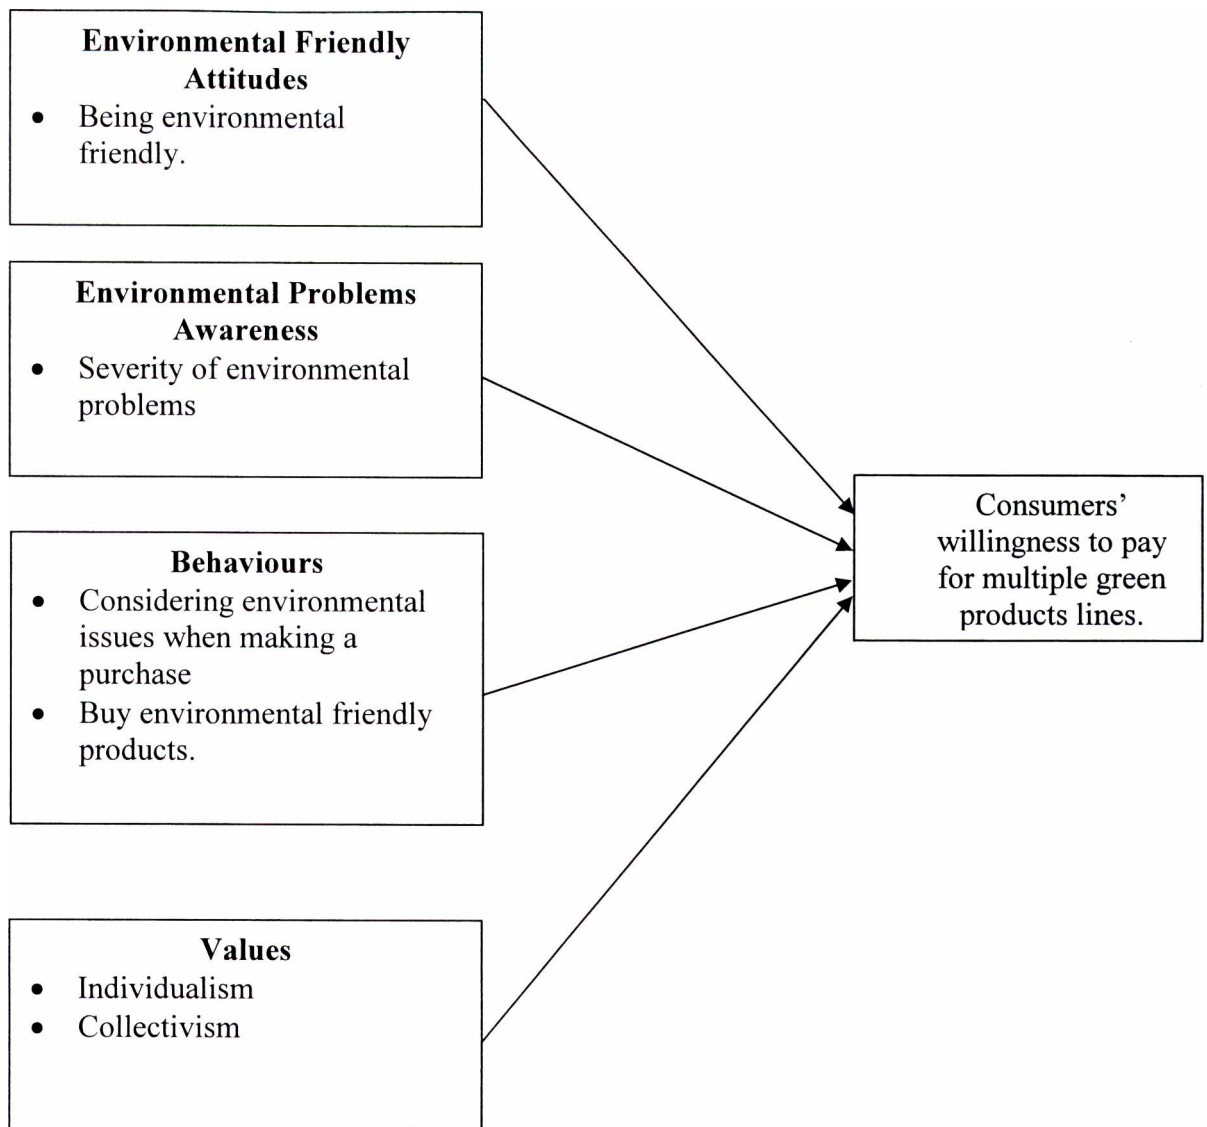 Environmental Friendly
Attitudes
• Being environmental
friendly.
Environmental Problems
Awareness
• Severity of environmental
problems
Behaviours
• Considering environmental
issues when making a
purchase
• Buy environmental friendly
products.
Values
• Individualism
• Collectivism
Consumers’
willingness to pay
for multiple green
products lines.